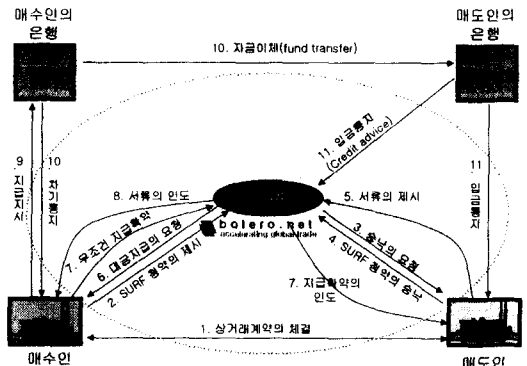 매수인의
은행
매도인의
은행
10. 자금이체(fund transfer)
11. 입금통지
(Credit advice)
9 지급지시
10 차기통지
11 입금통지
8. 서류의 인도
5. 서류의 제시
bolero.net
accelerating global trade
7. 무조건 지급확약
6. 대금지급의 요청
2. SURF 청약의 제시
3. 승낙의 요청
4. SURF 청약의 승낙
7. 지급확약의
인도
1. 상거래계약의 체결
매수인
매도인